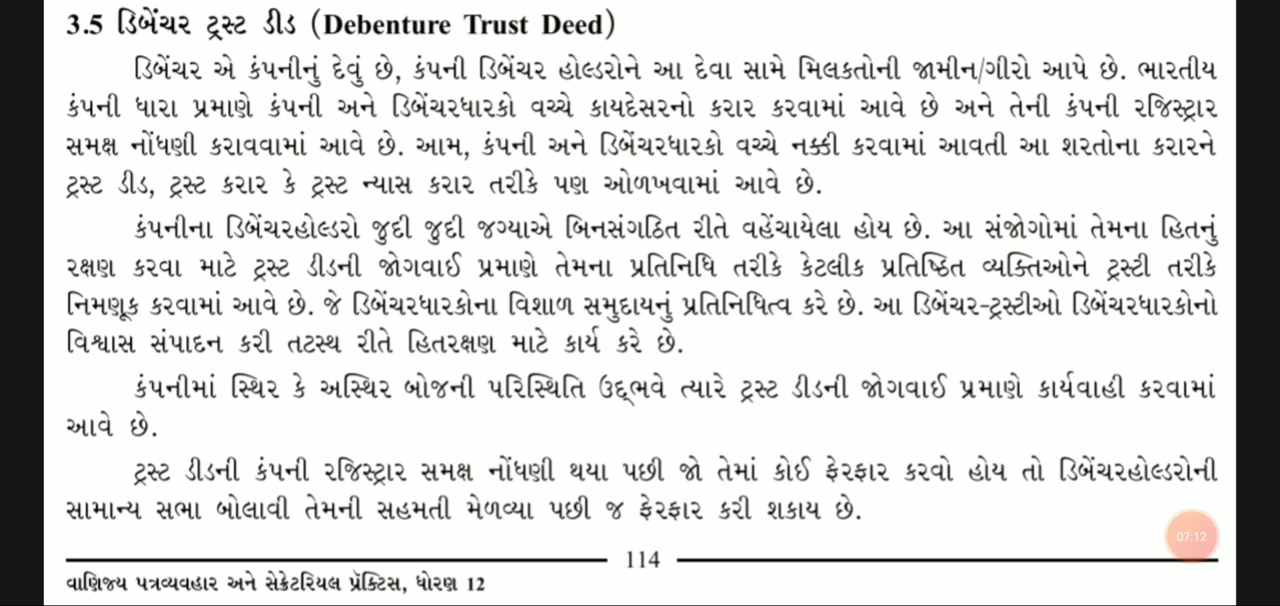 3.5 ડિબેંચર ટ્રસ્ટ ડીડ (Debenture Trust Deed)
ડિબેંચર એ કંપનીનું દેવું છે, કંપની ડિબેંચર હોલ્ડરોને આ દેવા સામે મિલકતોની જામીન/ગીરો આપે છે. ભારતીય
કંપની ધારા પ્રમાણે કંપની અને ડિબેંચરધારકો વચ્ચે કાયદેસરનો કરાર કરવામાં આવે છે અને તેની કંપની રજિસ્ટ્રાર
સમક્ષ નોંધણી કરાવવામાં આવે છે. આમ, કંપની અને ડિબેંચરધારકો વચ્ચે નક્કી કરવામાં આવતી આ શરતોના કરારને
ટ્રસ્ટ ડીડ, ટ્રસ્ટ કરાર કે ટ્રસ્ટ ન્યાસ કરાર તરીકે પણ ઓળખવામાં આવે છે.
કંપનીના ડિબેંચરહોલ્ડરો જુદી જુદી જગ્યાએ બિનસંગઠિત રીતે વહેંચાયેલા હોય છે. આ સંજોગોમાં તેમના હિતનું
રક્ષણ કરવા માટે ટ્રસ્ટ ડીડની જોગવાઈ પ્રમાણે તેમના પ્રતિનિધિ તરીકે કેટલીક પ્રતિષ્ઠિત વ્યક્તિઓને ટ્રસ્ટી તરીકે
નિમણૂક કરવામાં આવે છે. જે ડિબેંચરધારકોના વિશાળ સમુદાયનું પ્રતિનિધિત્વ કરે છે. આ ડિબેંચર-ટ્રસ્ટીઓ ડિબેંચરધારકોનો
વિશ્વાસ સંપાદન કરી તટસ્થ રીતે હિતરક્ષણ માટે કાર્ય કરે છે.
કંપનીમાં સ્થિર કે અસ્થિર બોજની પરિસ્થિતિ ઉદ્દ્ભવે ત્યારે ટ્રસ્ટ ડીડની જોગવાઈ પ્રમાણે કાર્યવાહી કરવામાં
આવે છે.
ટ્રસ્ટ ડીડની કંપની રજિસ્ટ્રાર સમક્ષ નોંધણી થયા પછી જો તેમાં કોઈ ફેરફાર કરવો હોય તો ડિબેંચરહોલ્ડરોની
સામાન્ય સભા બોલાવી તેમની સહમતી મેળવ્યા પછી જ ફેરફાર કરી શકાય છે.
07:12
114
વાણિજ્ય પત્રવ્યવહાર અને સેક્રેટરિયલ પ્રૅક્ટિસ, ધોરણ 12